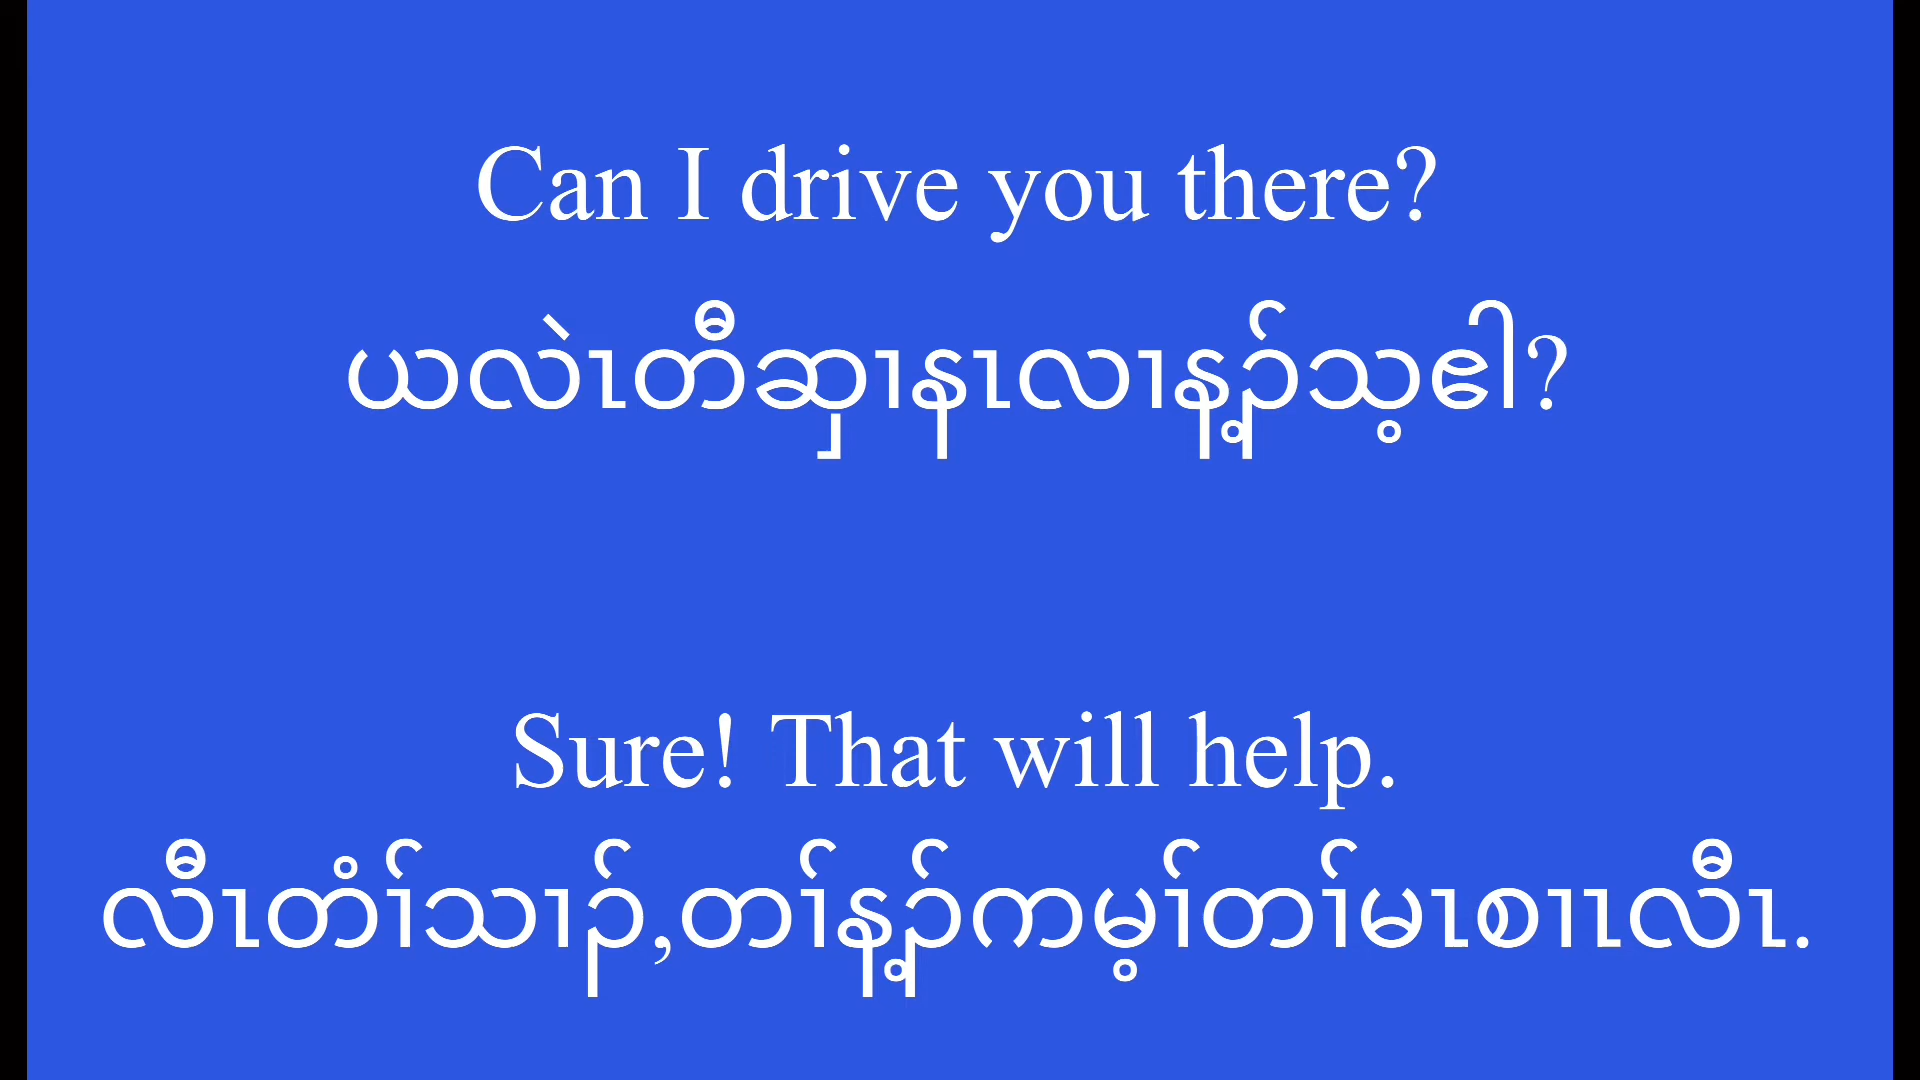 Can I drive you there?
ယလဲၤတီဆှၢနၤလၢန့ၣ်သ့ဧါ?
Sure! That will help.
လီၤတံၢ်သၢၣ်,တၢ်န့ၣ်ကမ့ၢ်တၢ်မၤစၢၤလီၤ.